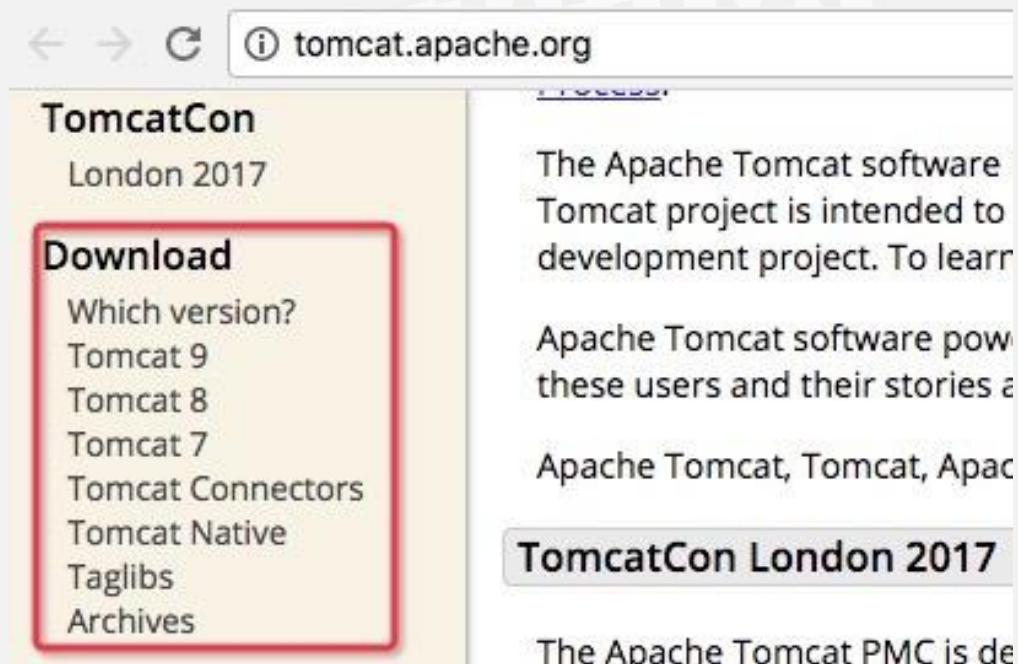 tomcat.apache.org
TomcatCon
London 2017
Download
Which version?
Tomcat 9
Tomcat 8
Tomcat 7
Tomcat Connectors
Tomcat Native
Taglibs
Archives
Process.
The Apache Tomcat software
Tomcat project is intended to
development project. To learn
Apache Tomcat software pow
these users and their stories a
Apache Tomcat, Tomcat, Apac
TomcatCon London 2017
The Apache Tomcat PMC is de